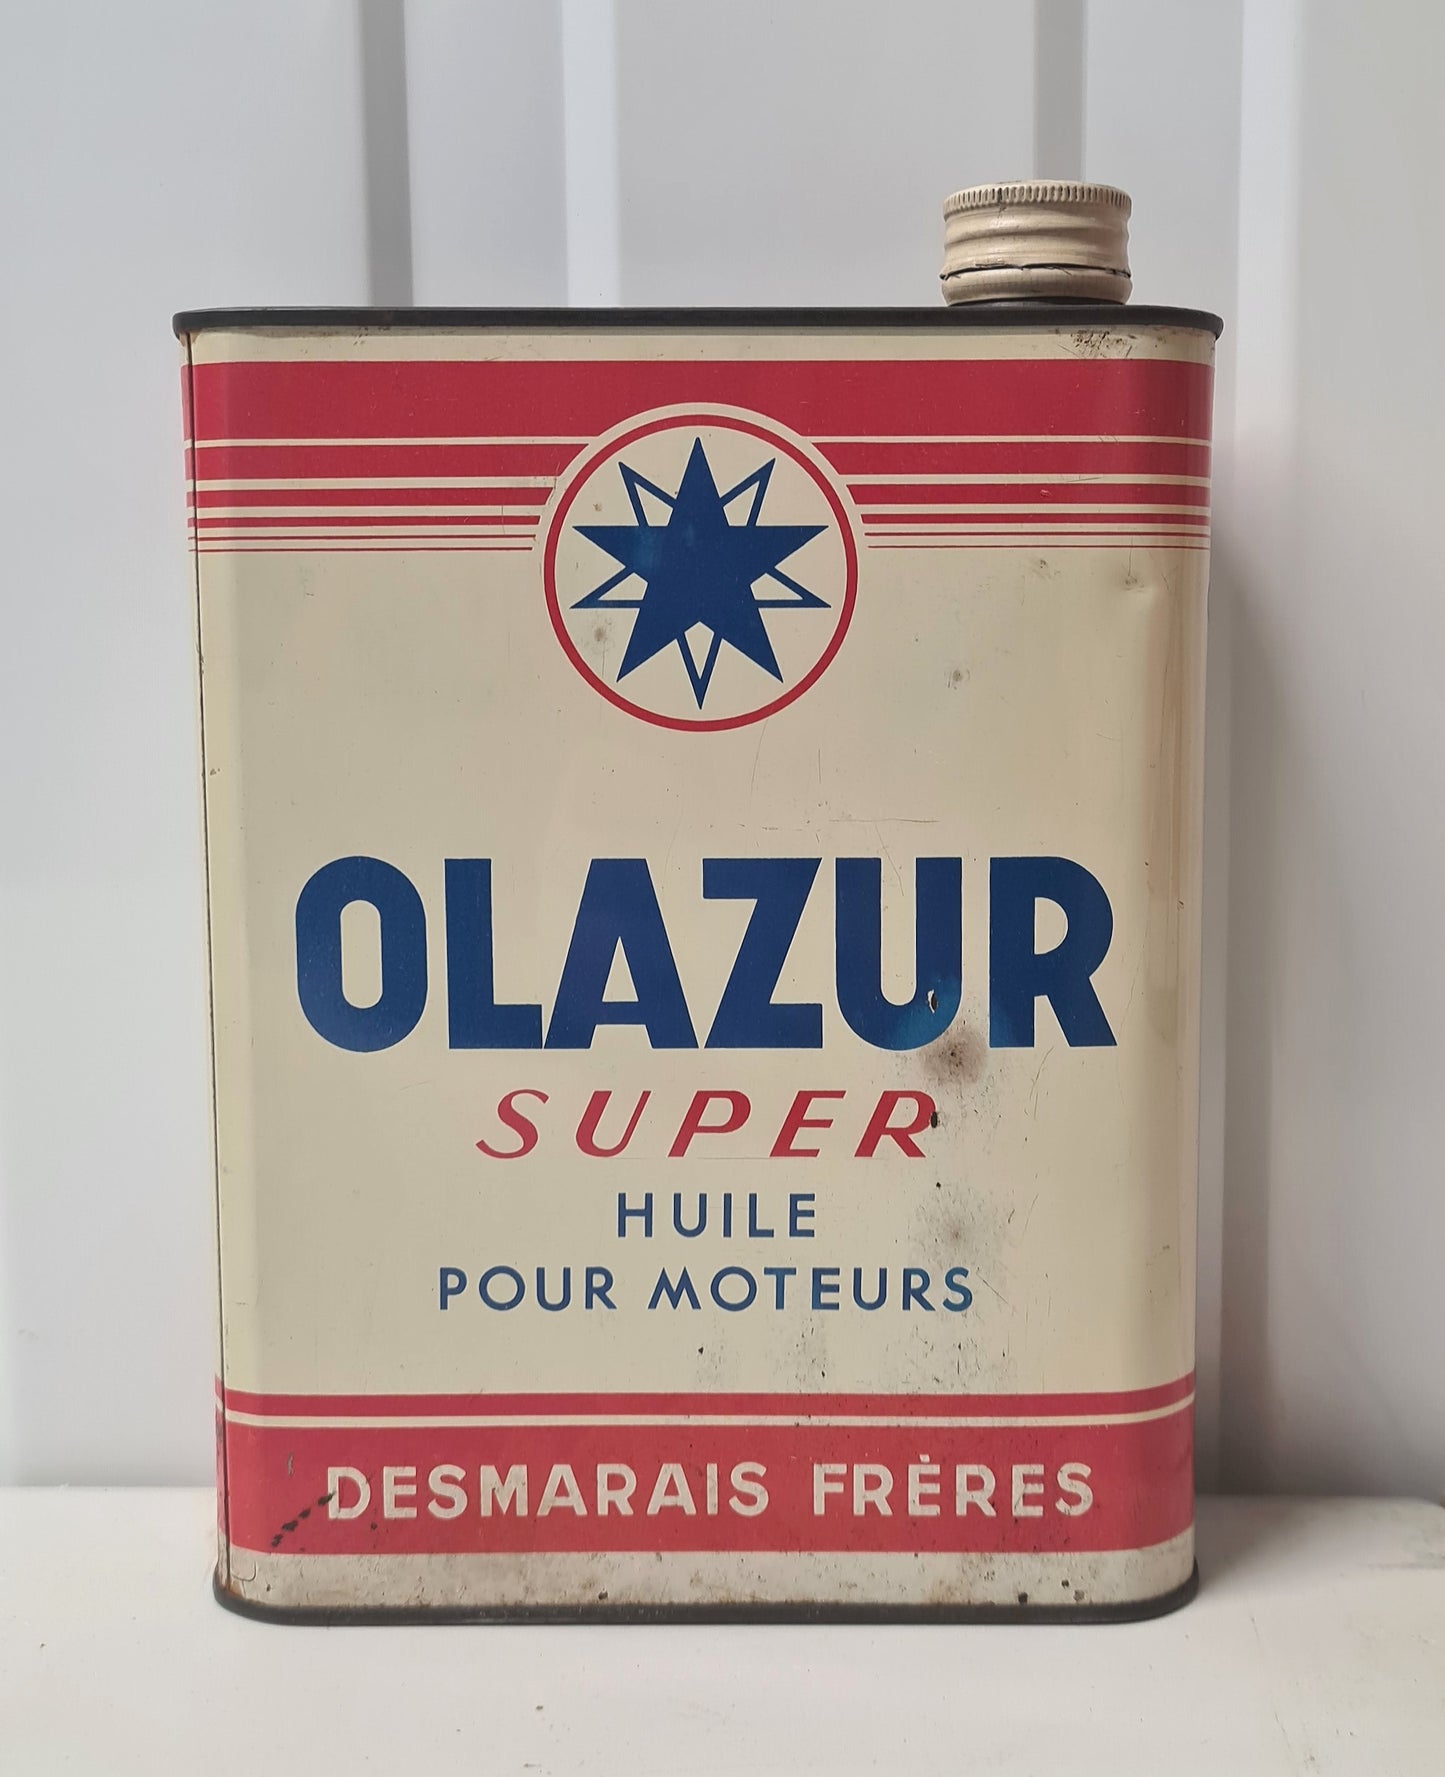 OLAZUR
SUPER
HUILE
POUR MOTEURS
DESMARAIS FRÈRES